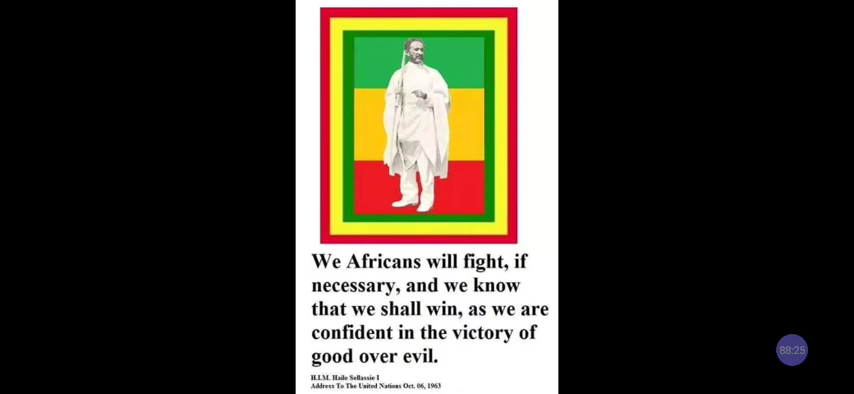 We Africans will fight, if
necessary, and we know
that we shall win, as we are
confident in the victory of
good over evil.
H.I.M. Hailo Sellassie I
Address To The United Nations Oct. 06, 1963
88:25